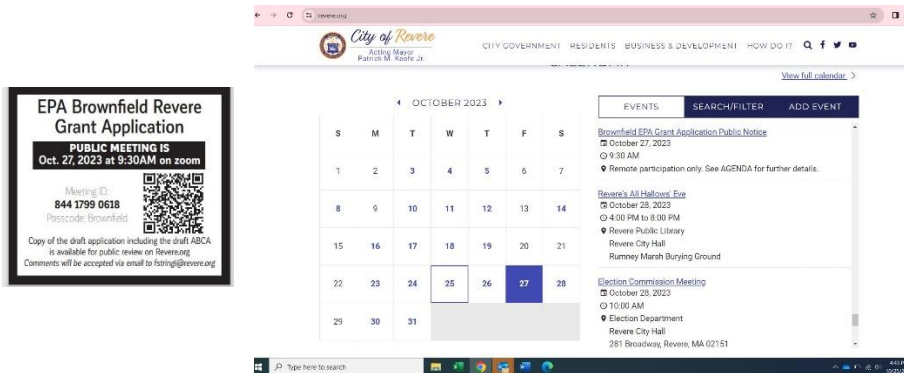 EPA Brownfield Revere
Grant Application
PUBLIC MEETING IS
Oct. 27, 2023 at 9:30AM on zoom
Meeting ID:
844 1799 0618
Passcode: Brownfield
Copy of the draft application including the draft ABCA
is available for public review on Revere.org
Comments will be accepted via email to fstringi@revere.org
revere.org
City of Revere
Acting Mayor
Patrick M. Keefe Jr.
CITY GOVERNMENT RESIDENTS BUSINESS & DEVELOPMENT HOW DO I?
View full calendar
OCTOBER 2023
S M T W T F S
1 2 3 4 5 6 7
8 9 10 11 12 13 14
15 16 17 18 19 20 21
22 23 24 25 26 27 28
29 30 31
EVENTS SEARCH/FILTER ADD EVENT
Brownfield EPA Grant Application Public Notice
October 27, 2023
9:30 AM
Remote participation only. See AGENDA for further details.
Revere's All Hallows' Eve
October 28, 2023
4:00 PM to 8:00 PM
Revere Public Library
Revere City Hall
Rumney Marsh Burying Ground
Election Commission Meeting
October 28, 2023
10:00 AM
Election Department
Revere City Hall
281 Broadway, Revere, MA 02151
Type here to search